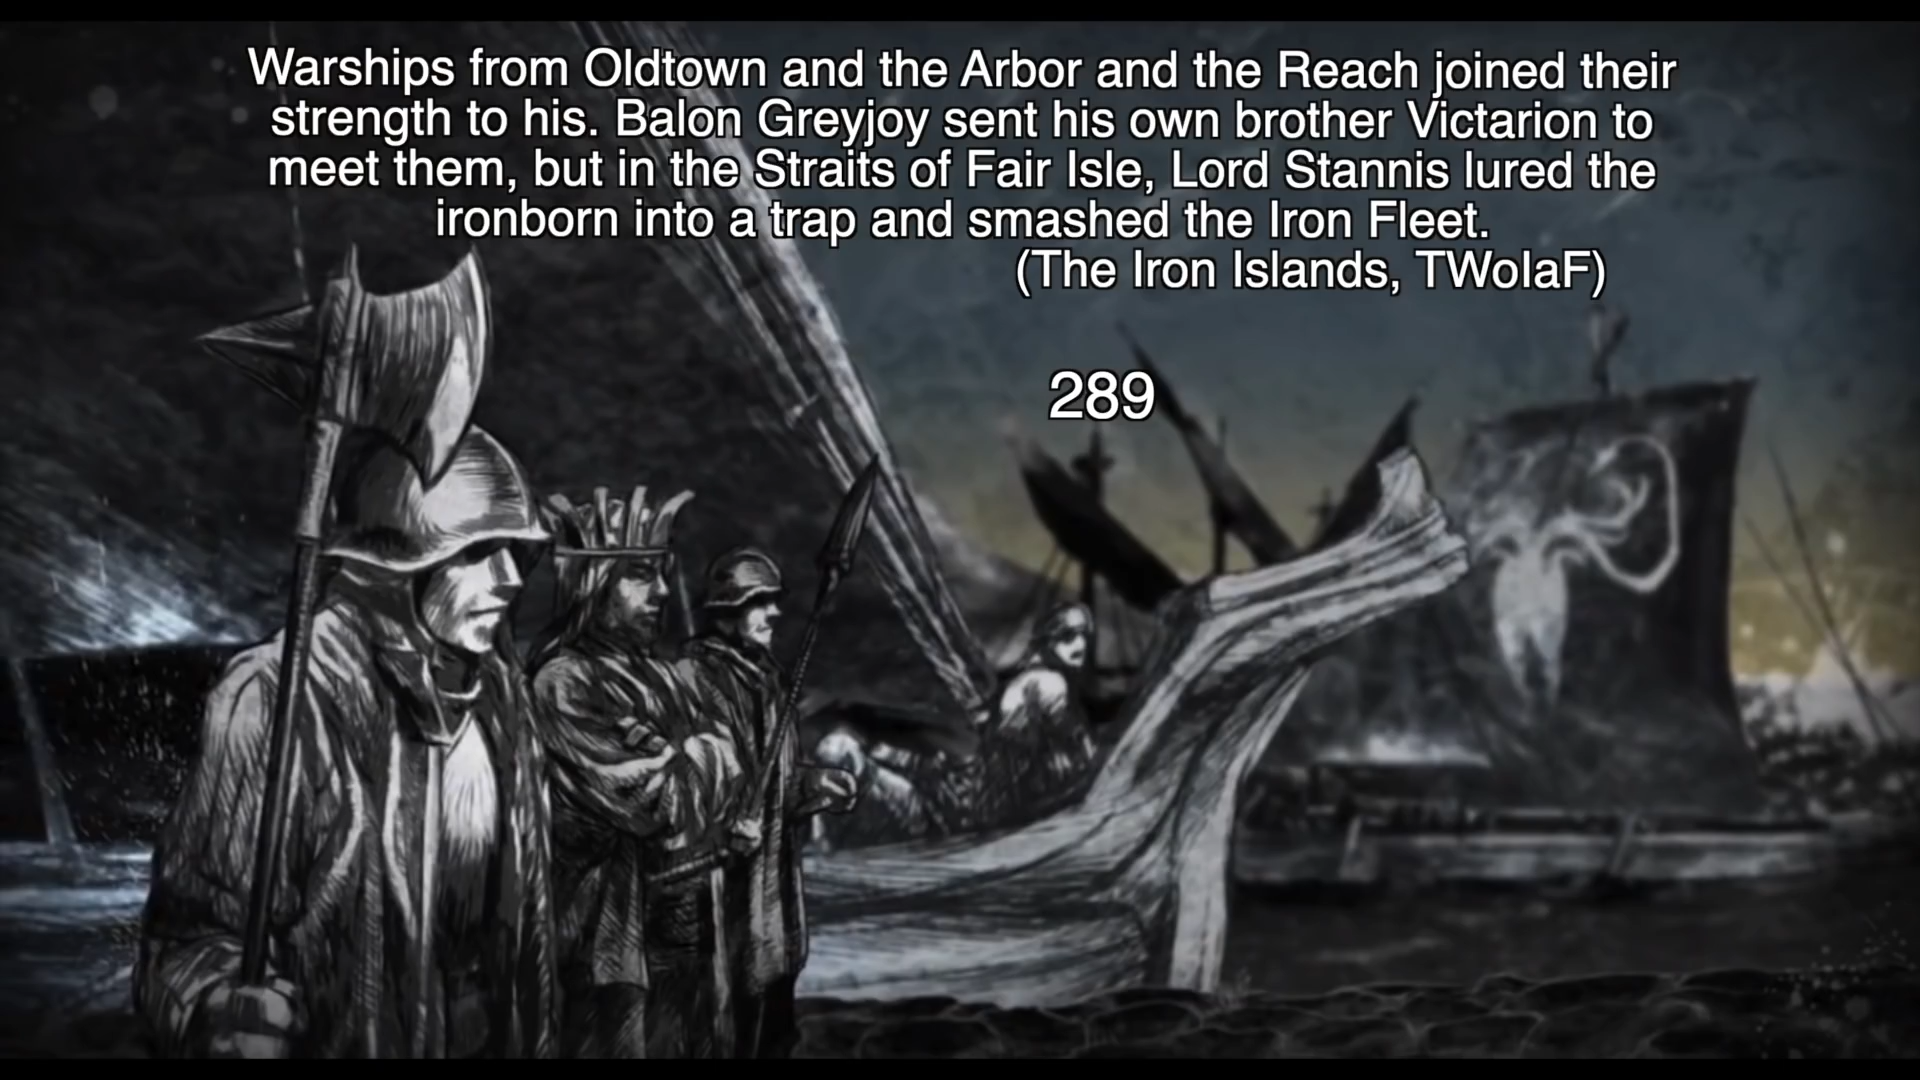 Warships from Oldtown and the Arbor and the Reach joined their
strength to his. Balon Greyjoy sent his own brother Victarion to
meet them, but in the Straits of Fair Isle, Lord Stannis lured the
ironborn into a trap and smashed the Iron Fleet.
(The Iron Islands, TWoIaF)
289